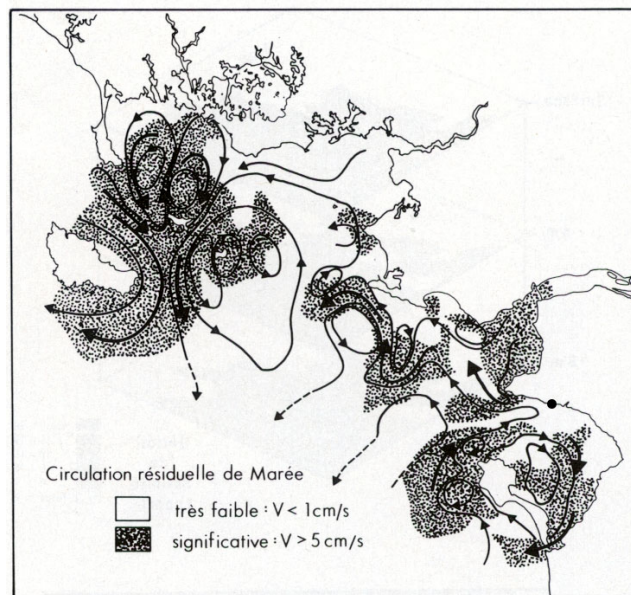 Circulation résiduelle de Marée
très faible : V < 1cm/s
significative : V > 5 cm/s